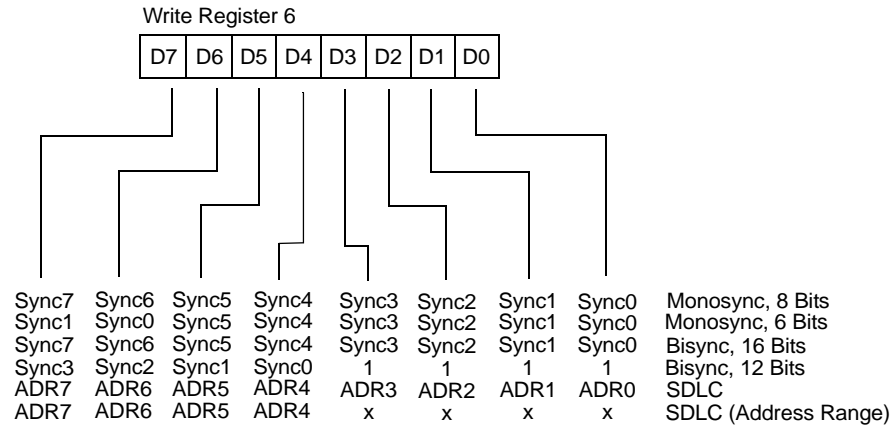 Write Register 6
D7 D6 D5 D4 D3 D2 D1 D0
Sync7 Sync6 Sync5 Sync4 Sync3 Sync2 Sync1 Sync0 Monosync, 8 Bits
Sync1 Sync0 Sync5 Sync4 Sync3 Sync2 Sync1 Sync0 Monosync, 6 Bits
Sync7 Sync6 Sync5 Sync4 Sync3 Sync2 Sync1 Sync0 Bisync, 16 Bits
Sync3 Sync2 Sync1 Sync0 1 1 1 1 Bisync, 12 Bits
ADR7 ADR6 ADR5 ADR4 ADR3 ADR2 ADR1 ADR0 SDLC
ADR7 ADR6 ADR5 ADR4 x x x x SDLC (Address Range)